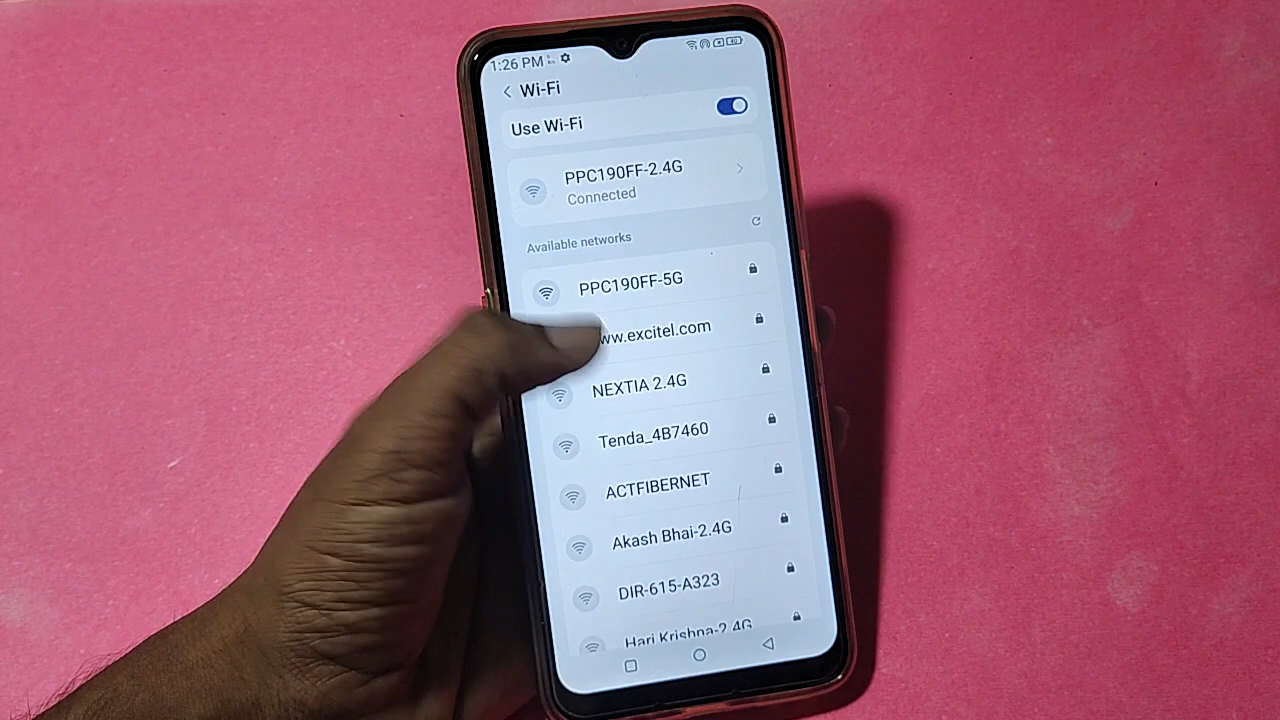 1:26 PM
Wi-Fi
Use Wi-Fi
PPC190FF-2.4G
Connected
Available networks
PPC190FF-5G
ww.excitel.com
NEXTIA 2.4G
Tenda_4B7460
ACTFIBERNET
Akash Bhai-2.4G
DIR-615-A323
Hari Krishna-2.4G